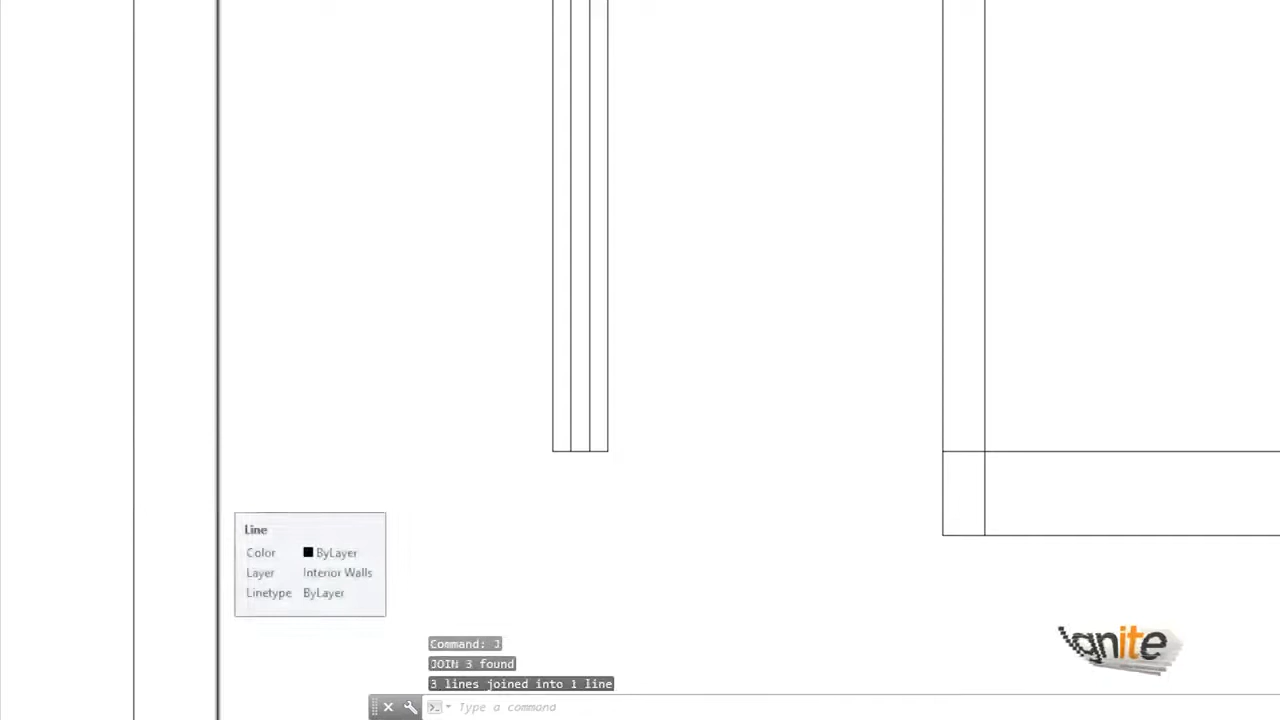 Line
Color ByLayer
Layer Interior Walls
Linetype ByLayer
Command: J
JOIN 3 found
3 lines joined into 1 line
Type a command
ignite